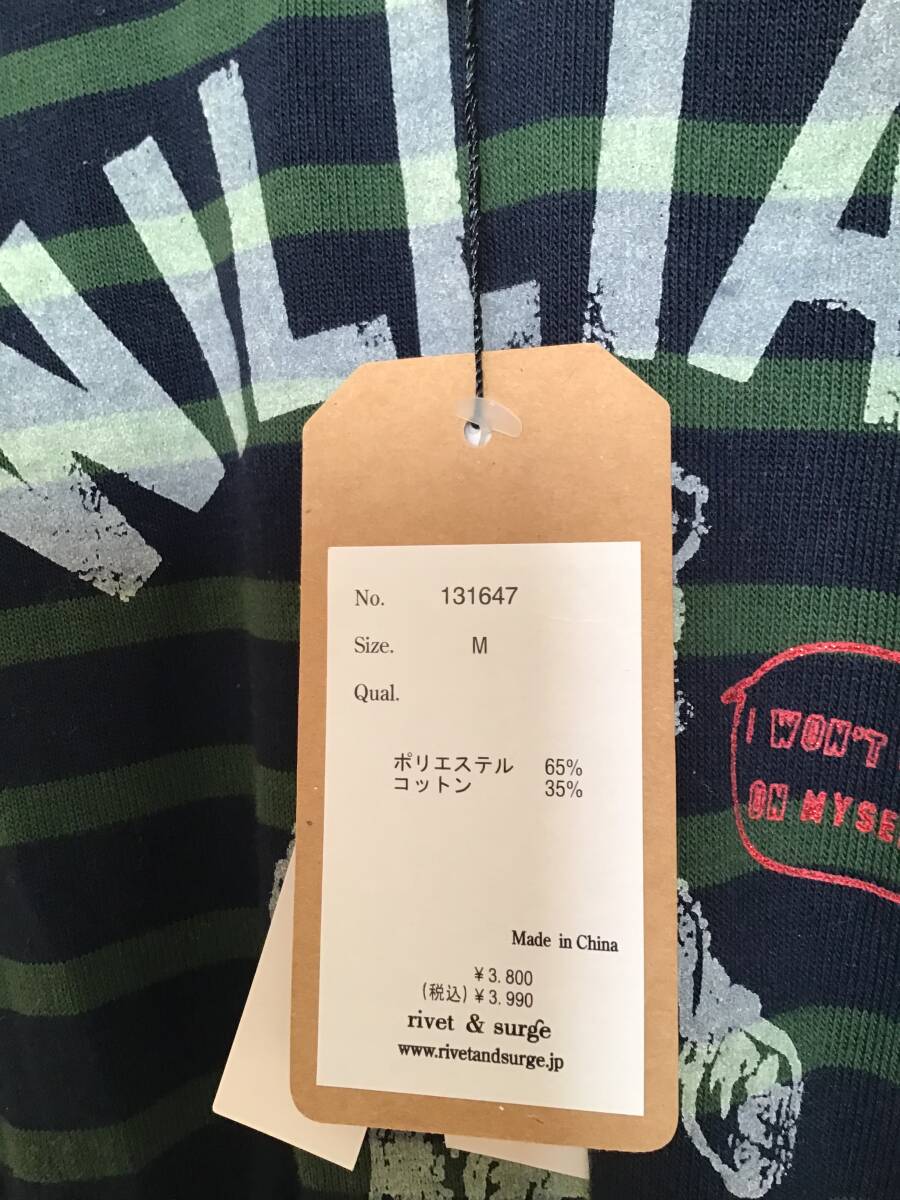 WILLIA
No. 131647
Size. M
Qual.
ポリエステル 65%
コットン 35%
Made in China
¥3.800
(税込)¥3.990
rivet & surge
www.rivetandsurge.jp
I WON'T
ON MYSE